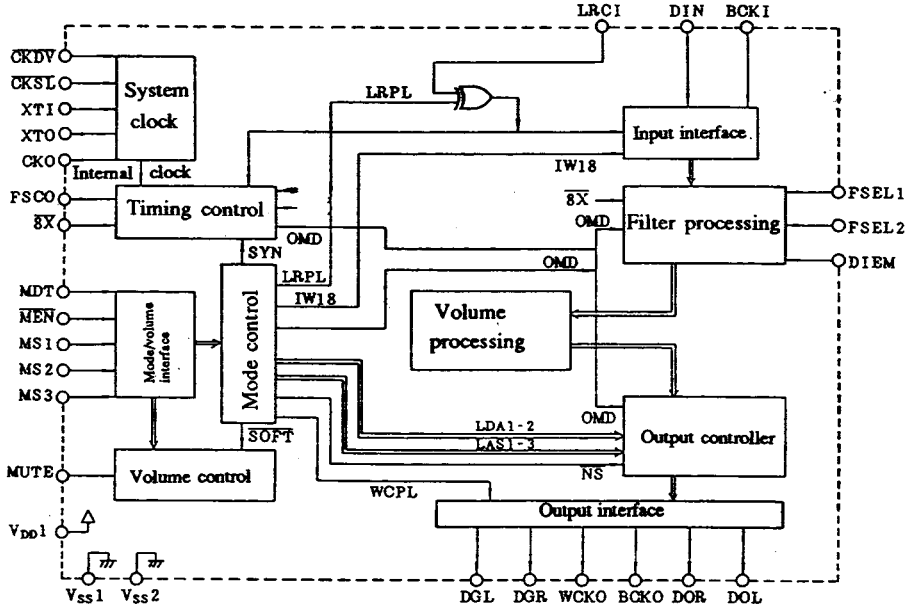 LRCI DIN BCKI
CKDV
CKSL
XTI
XTO
CKO
System
clock
LRPL
Input interface
Internal clock
IW18
FSCO
8X
Timing control
8X
OMD
Filter processing
FSEL1
FSEL2
DIEM
SYN
OMD
OMD
LRPL
IW18
MDT
MEN
MS1
MS2
MS3
Mode/volume
interface
Mode control
Volume
processing
OMD
LDA1-2
LAS1-3
NS
Output controller
SOFT
MUTE
Volume control
WCPL
Output interface
VDD1
VSS1 VSS2
DGL DGR WCKO BCKO DOR DOL